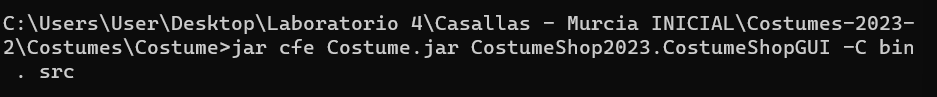 C:\Users\User\Desktop\Laboratorio 4\Casallas - Murcia INICIAL\Costumes-2023-
2\Costumes\Costume>jar cfe Costume.jar CostumeShop2023.CostumeShopGUI -C bin
 . src